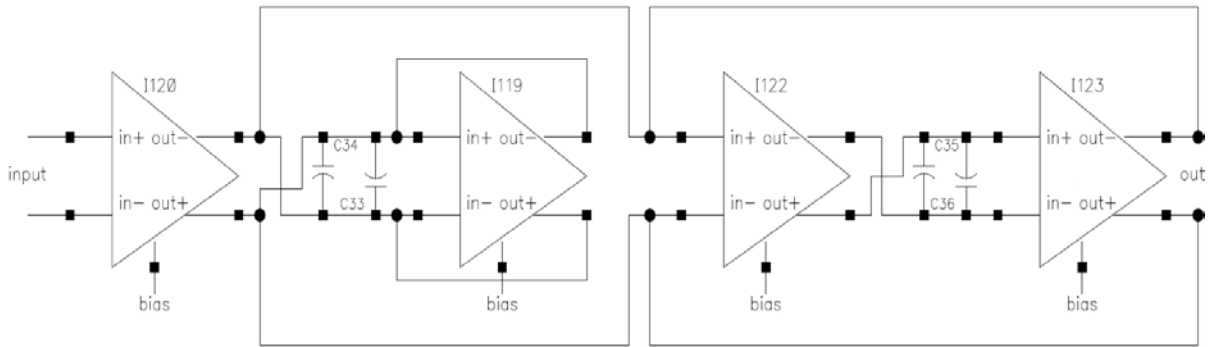 I120
I119
I122
I123
in+ out-
C34
in+ out-
in+ out-
C35
in+ out-
input
out
in- out+
C33
in- out+
in- out+
C36
in- out+
bias
bias
bias
bias